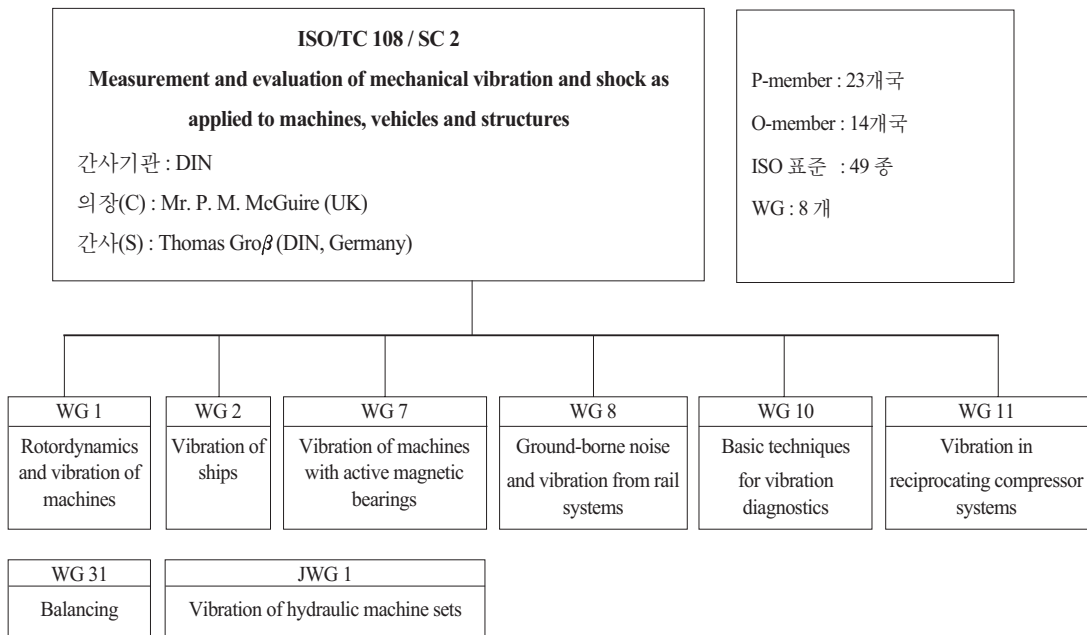 ISO/TC 108 / SC 2
Measurement and evaluation of mechanical vibration and shock as
applied to machines, vehicles and structures
간사기관 : DIN
의장(C) : Mr. P. M. McGuire (UK)
간사(S) : Thomas Groβ (DIN, Germany)
P-member : 23개국
O-member : 14개국
ISO 표준 : 49 종
WG : 8 개
WG 1
Rotordynamics
and vibration of
machines
WG 2
Vibration of
ships
WG 7
Vibration of machines
with active magnetic
bearings
WG 8
Ground-borne noise
and vibration from rail
systems
WG 10
Basic techniques
for vibration
diagnostics
WG 11
Vibration in
reciprocating compressor
systems
WG 31
Balancing
JWG 1
Vibration of hydraulic machine sets